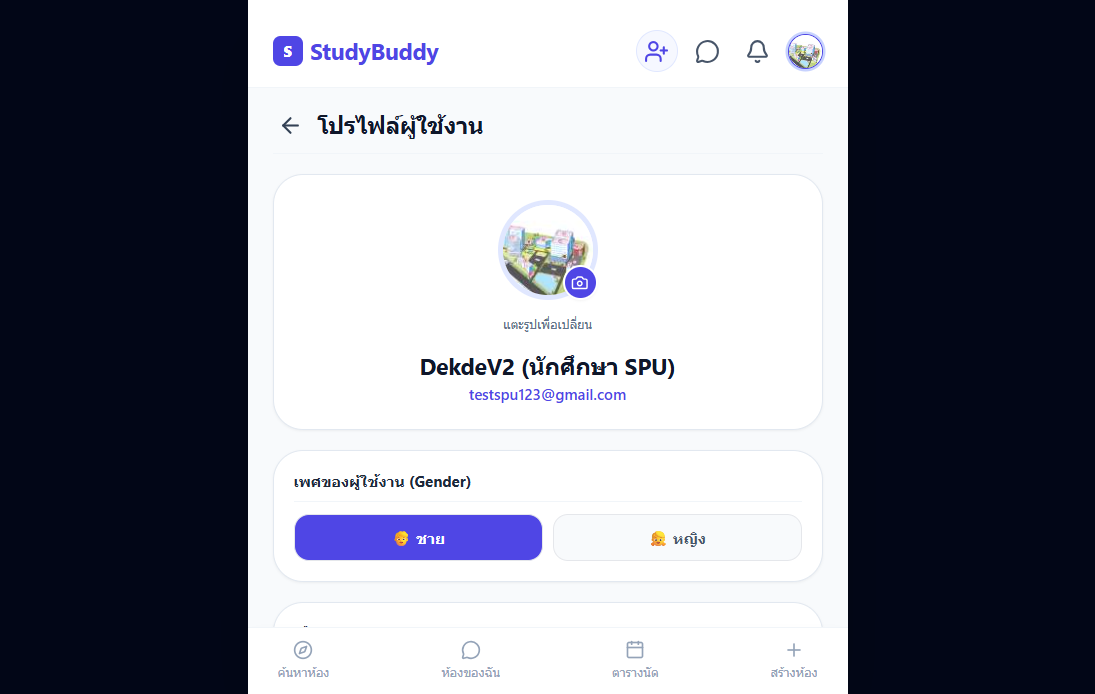 S StudyBuddy
โปรไฟล์ผู้ใช้งาน
แตะรูปเพื่อเปลี่ยน
DekdeV2 (นักศึกษา SPU)
testspu123@gmail.com
เพศของผู้ใช้งาน (Gender)
👦 ชาย
👧 หญิง
ค้นหาห้อง
ห้องของฉัน
ตารางนัด
สร้างห้อง